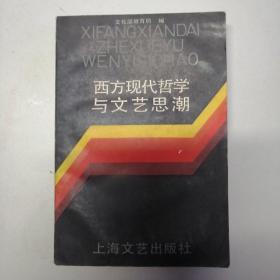 文化部教育局 编
XIFANGXIANDAI
ZHEXUEYU
WENYISICHAO
西方现代哲学
与文艺思潮
上海文艺出版社